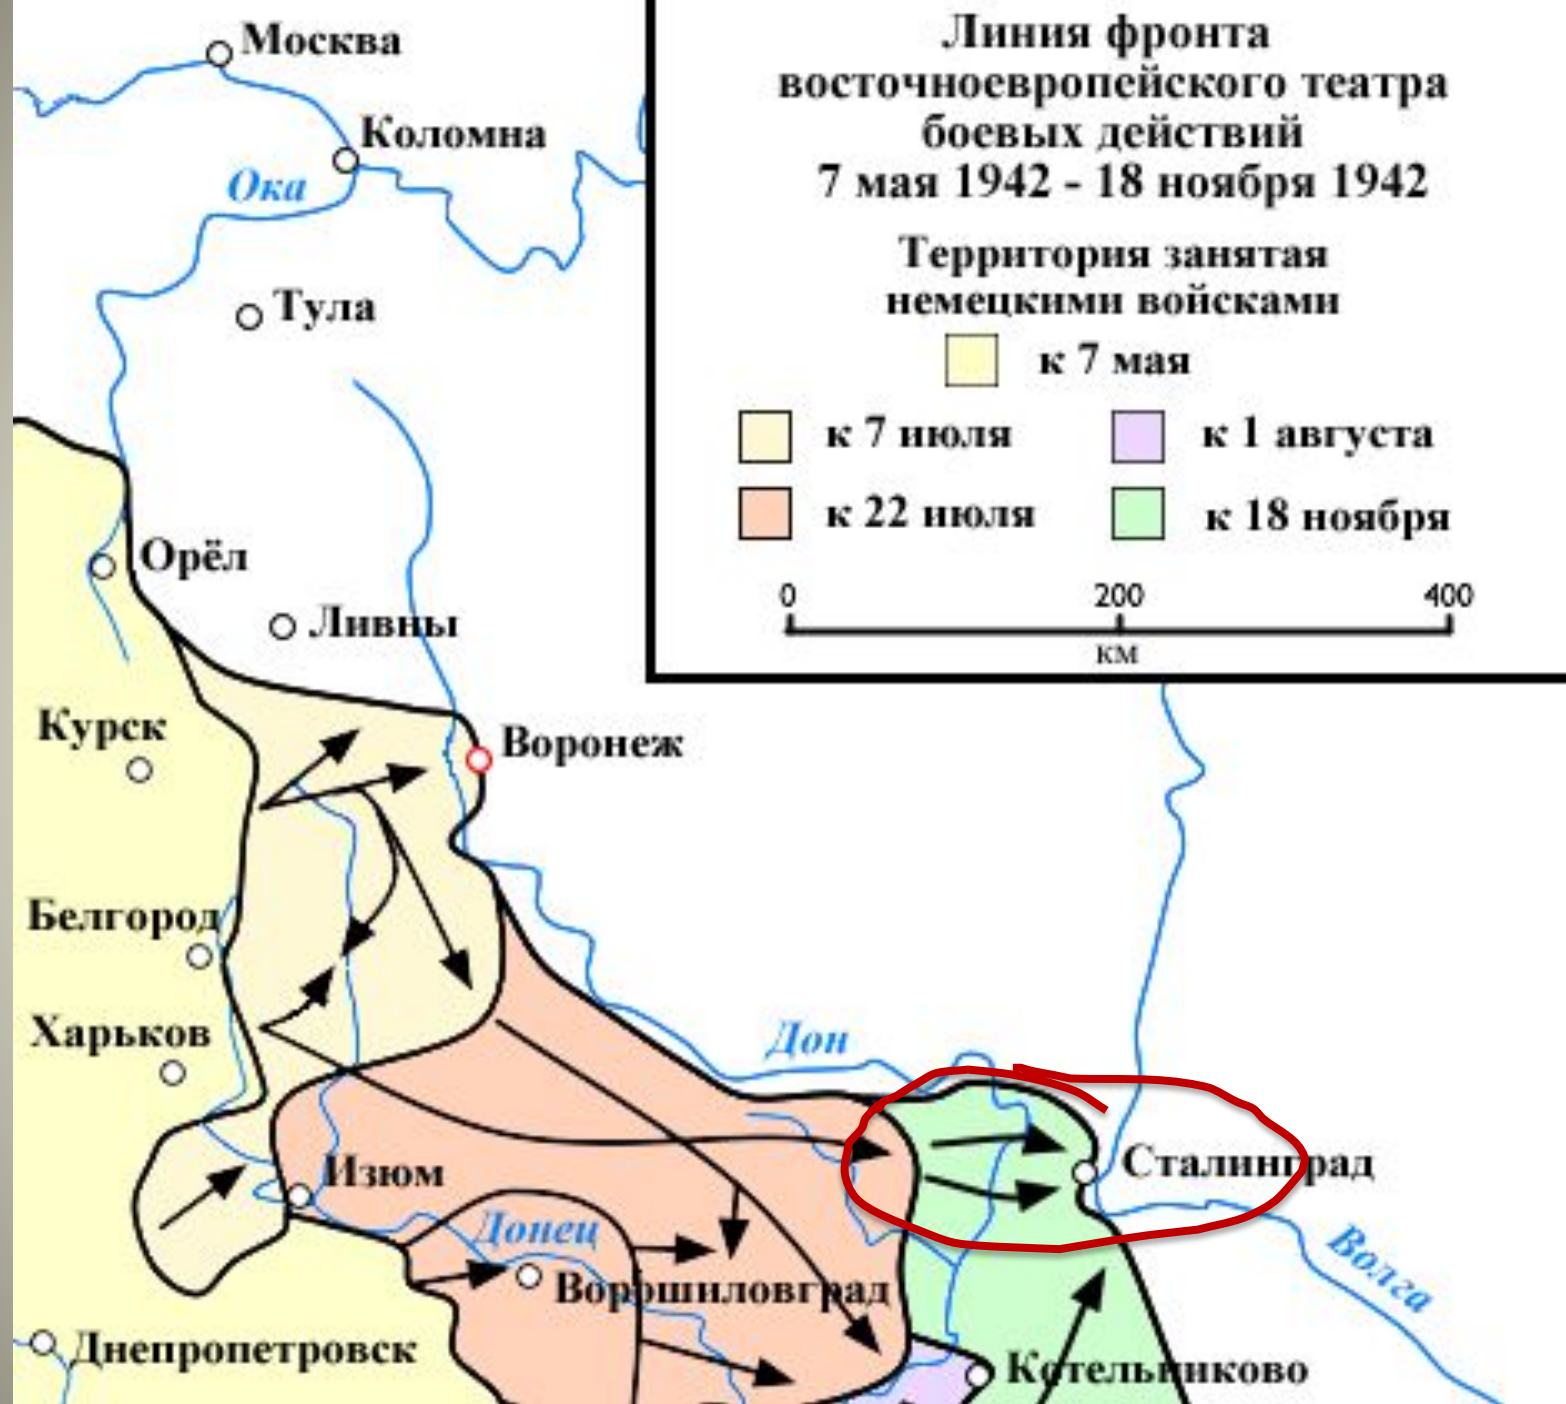 Москва
Коломна
Ока
Тула
Линия фронта
восточноевропейского театра
боевых действий
7 мая 1942 - 18 ноября 1942
Территория занятая
немецкими войсками
к 7 мая
к 7 июля
к 1 августа
к 22 июля
к 18 ноября
0 200 400
км
Орёл
Ливны
Курск
Воронеж
Белгород
Харьков
Дон
Сталинград
Изюм
Донец
Волга
Ворошиловград
Днепропетровск
Котельниково